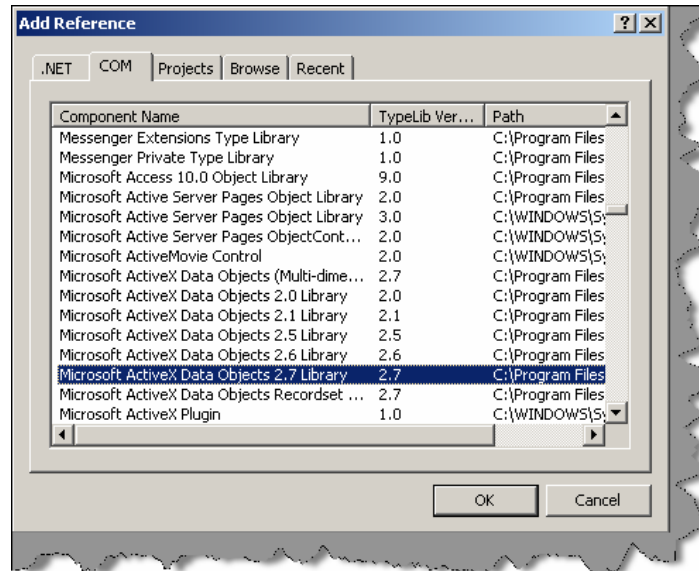 Add Reference
.NET COM Projects Browse Recent
Component Name TypeLib Ver... Path
Messenger Extensions Type Library 1.0 C:\Program Files
Messenger Private Type Library 1.0 C:\Program Files
Microsoft Access 10.0 Object Library 9.0 C:\Program Files
Microsoft Active Server Pages Object Library 2.0 C:\Program Files
Microsoft Active Server Pages Object Library 3.0 C:\WINDOWS\Sy
Microsoft Active Server Pages ObjectCont... 2.0 C:\WINDOWS\Sy
Microsoft ActiveMovie Control 2.0 C:\WINDOWS\Sy
Microsoft ActiveX Data Objects (Multi-dime... 2.7 C:\Program Files
Microsoft ActiveX Data Objects 2.0 Library 2.0 C:\Program Files
Microsoft ActiveX Data Objects 2.1 Library 2.1 C:\Program Files
Microsoft ActiveX Data Objects 2.5 Library 2.5 C:\Program Files
Microsoft ActiveX Data Objects 2.6 Library 2.6 C:\Program Files
Microsoft ActiveX Data Objects 2.7 Library 2.7 C:\Program Files
Microsoft ActiveX Data Objects Recordset ... 2.7 C:\Program Files
Microsoft ActiveX Plugin 1.0 C:\WINDOWS\Sy
OK Cancel